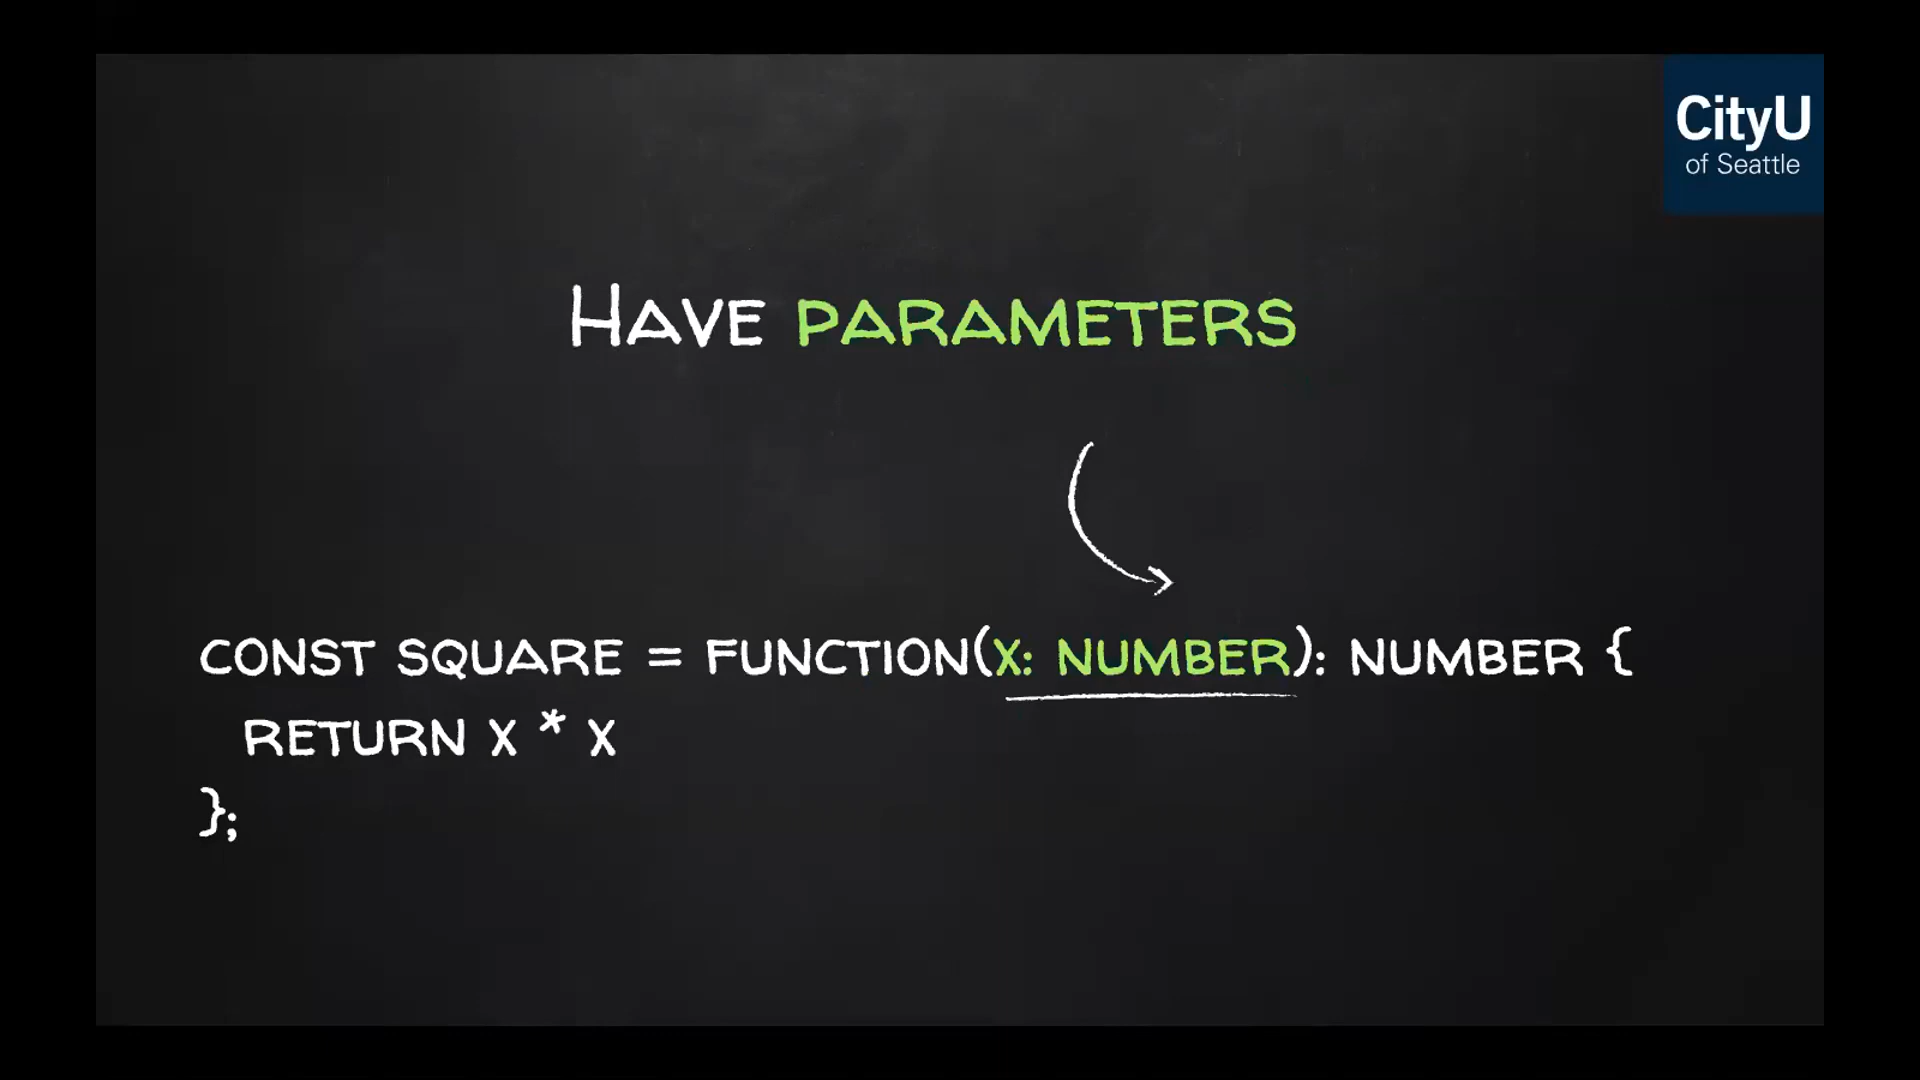 CityU
of Seattle
HAVE PARAMETERS
CONST SQUARE = FUNCTION(X: NUMBER): NUMBER {
RETURN X * X
};